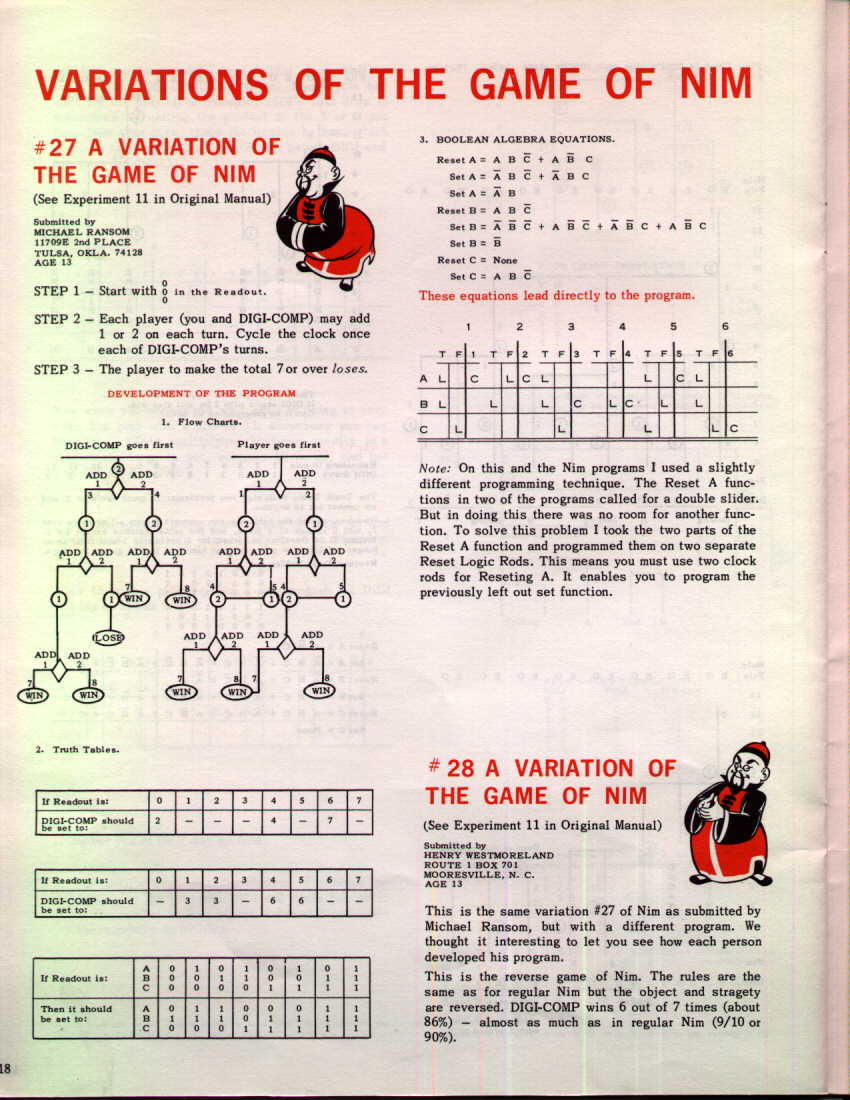 VARIATIONS OF THE GAME OF NIM
#27 A VARIATION OF
THE GAME OF NIM
(See Experiment 11 in Original Manual)
Submitted by
MICHAEL RANSOM
11709E 2nd PLACE
TULSA, OKLA. 74128
AGE 13
STEP 1 – Start with 0 0 0 in the Readout.
STEP 2 – Each player (you and DIGI-COMP) may add
1 or 2 on each turn. Cycle the clock once
each of DIGI-COMP's turns.
STEP 3 – The player to make the total 7 or over loses.
DEVELOPMENT OF THE PROGRAM
1. Flow Charts.
DIGI-COMP goes first Player goes first
2
ADD ADD ADD ADD
1 2 1 2
3 4 1 2
1 2 2 1
ADD ADD ADD ADD ADD ADD ADD ADD
1 2 1 2 1 2 1 2
7 8 4 5 4 5
1 1 WIN WIN 2 1 2 1
LOSE
ADD ADD ADD ADD
1 2 1 2
ADD ADD
1 2
7 8 7 8 7 8
WIN WIN WIN WIN WIN
2. Truth Tables.
If Readout is: 0 1 2 3 4 5 6 7
DIGI-COMP should
be set to: 2 – – – 4 – 7 –
If Readout is: 0 1 2 3 4 5 6 7
DIGI-COMP should
be set to: – 3 3 – 6 6 – –
A 0 1 0 1 0 1 0 1
If Readout is: B 0 0 1 1 0 0 1 1
C 0 0 0 0 1 1 1 1
Then it should A 0 1 1 0 0 0 1 1
be set to: B 1 1 1 0 1 1 1 1
C 0 0 0 1 1 1 1 1
18
3. BOOLEAN ALGEBRA EQUATIONS.
Reset A = A B C̅ + A B̅ C
Set A = A̅ B C̅ + A̅ B C
Set A = A̅ B
Reset B = A B C̅
Set B = A̅ B̅ C̅ + A B̅ C̅ + A̅ B̅ C + A B̅ C
Set B = B̅
Reset C = None
Set C = A B C̅
These equations lead directly to the program.
1 2 3 4 5 6
T F 1 T F 2 T F 3 T F 4 T F 5 T F 6
A L C L C L L C L
B L L L C L C L L
C L L L L C
Note: On this and the Nim programs I used a slightly
different programming technique. The Reset A func-
tions in two of the programs called for a double slider.
But in doing this there was no room for another func-
tion. To solve this problem I took the two parts of the
Reset A function and programmed them on two separate
Reset Logic Rods. This means you must use two clock
rods for Reseting A. It enables you to program the
previously left out set function.
# 28 A VARIATION OF
THE GAME OF NIM
(See Experiment 11 in Original Manual)
Submitted by
HENRY WESTMORELAND
ROUTE 1 BOX 701
MOORESVILLE, N. C.
AGE 13
This is the same variation #27 of Nim as submitted by
Michael Ransom, but with a different program. We
thought it interesting to let you see how each person
developed his program.
This is the reverse game of Nim. The rules are the
same as for regular Nim but the object and stragety
are reversed. DIGI-COMP wins 6 out of 7 times (about
86%) – almost as much as in regular Nim (9/10 or
90%).